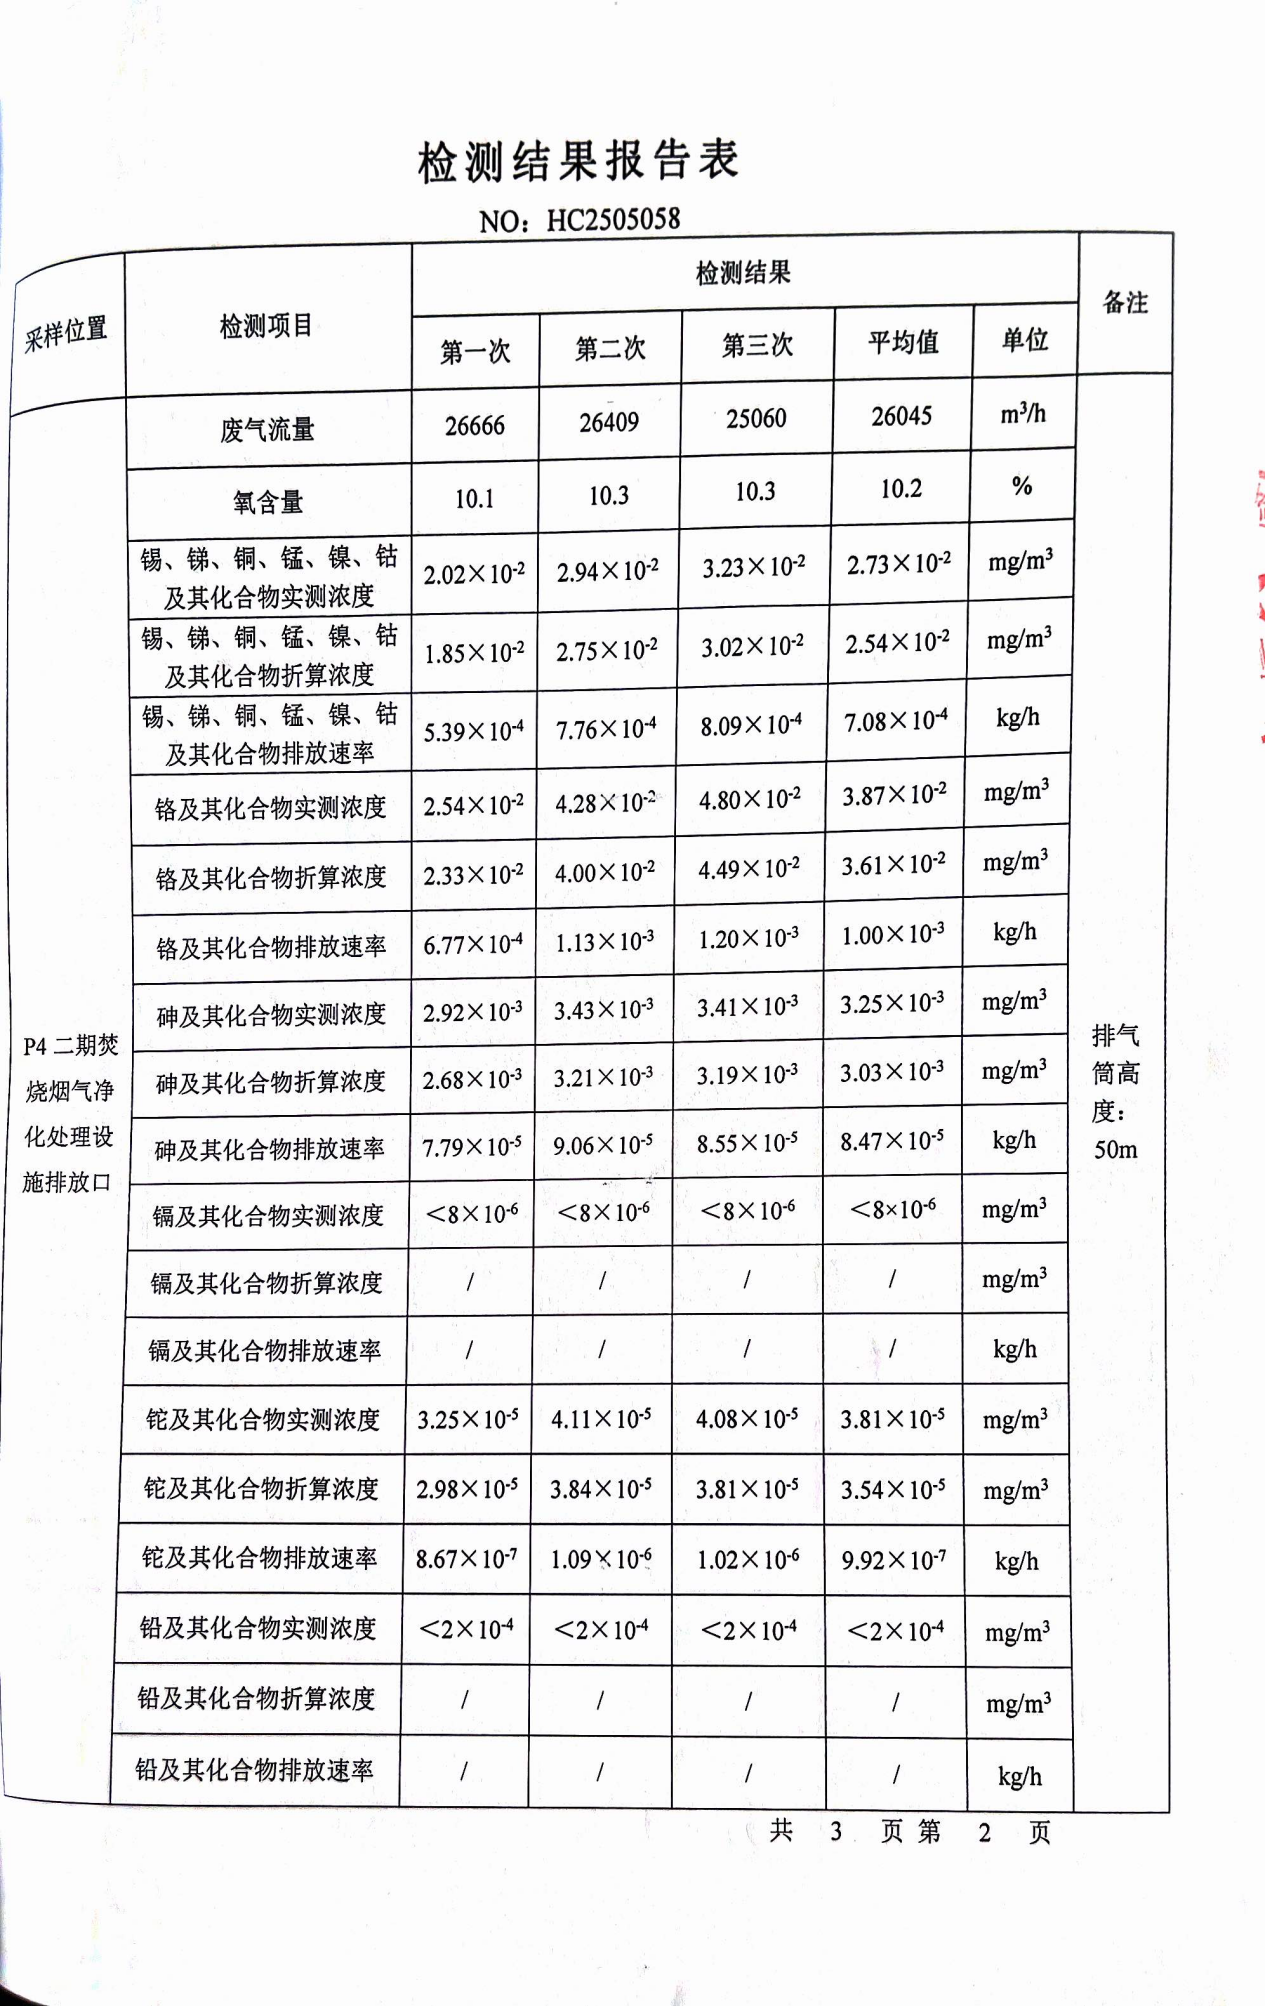 检测结果报告表
NO：HC2505058
采样位置 检测项目 检测结果 备注
第一次 第二次 第三次 平均值 单位
废气流量 26666 26409 25060 26045 m³/h
氧含量 10.1 10.3 10.3 10.2 %
锡、锑、铜、锰、镍、钴
及其化合物实测浓度 2.02×10⁻² 2.94×10⁻² 3.23×10⁻² 2.73×10⁻² mg/m³
锡、锑、铜、锰、镍、钴
及其化合物折算浓度 1.85×10⁻² 2.75×10⁻² 3.02×10⁻² 2.54×10⁻² mg/m³
锡、锑、铜、锰、镍、钴
及其化合物排放速率 5.39×10⁻⁴ 7.76×10⁻⁴ 8.09×10⁻⁴ 7.08×10⁻⁴ kg/h
铬及其化合物实测浓度 2.54×10⁻² 4.28×10⁻² 4.80×10⁻² 3.87×10⁻² mg/m³
铬及其化合物折算浓度 2.33×10⁻² 4.00×10⁻² 4.49×10⁻² 3.61×10⁻² mg/m³
铬及其化合物排放速率 6.77×10⁻⁴ 1.13×10⁻³ 1.20×10⁻³ 1.00×10⁻³ kg/h
砷及其化合物实测浓度 2.92×10⁻³ 3.43×10⁻³ 3.41×10⁻³ 3.25×10⁻³ mg/m³
砷及其化合物折算浓度 2.68×10⁻³ 3.21×10⁻³ 3.19×10⁻³ 3.03×10⁻³ mg/m³
砷及其化合物排放速率 7.79×10⁻⁵ 9.06×10⁻⁵ 8.55×10⁻⁵ 8.47×10⁻⁵ kg/h
镉及其化合物实测浓度 <8×10⁻⁶ <8×10⁻⁶ <8×10⁻⁶ <8×10⁻⁶ mg/m³
镉及其化合物折算浓度 / / / / mg/m³
镉及其化合物排放速率 / / / / kg/h
铊及其化合物实测浓度 3.25×10⁻⁵ 4.11×10⁻⁵ 4.08×10⁻⁵ 3.81×10⁻⁵ mg/m³
铊及其化合物折算浓度 2.98×10⁻⁵ 3.84×10⁻⁵ 3.81×10⁻⁵ 3.54×10⁻⁵ mg/m³
铊及其化合物排放速率 8.67×10⁻⁷ 1.09×10⁻⁶ 1.02×10⁻⁶ 9.92×10⁻⁷ kg/h
铅及其化合物实测浓度 <2×10⁻⁴ <2×10⁻⁴ <2×10⁻⁴ <2×10⁻⁴ mg/m³
铅及其化合物折算浓度 / / / / mg/m³
铅及其化合物排放速率 / / / / kg/h
P4 二期焚
烧烟气净
化处理设
施排放口
排气
筒高
度：
50m
共 3 页 第 2 页